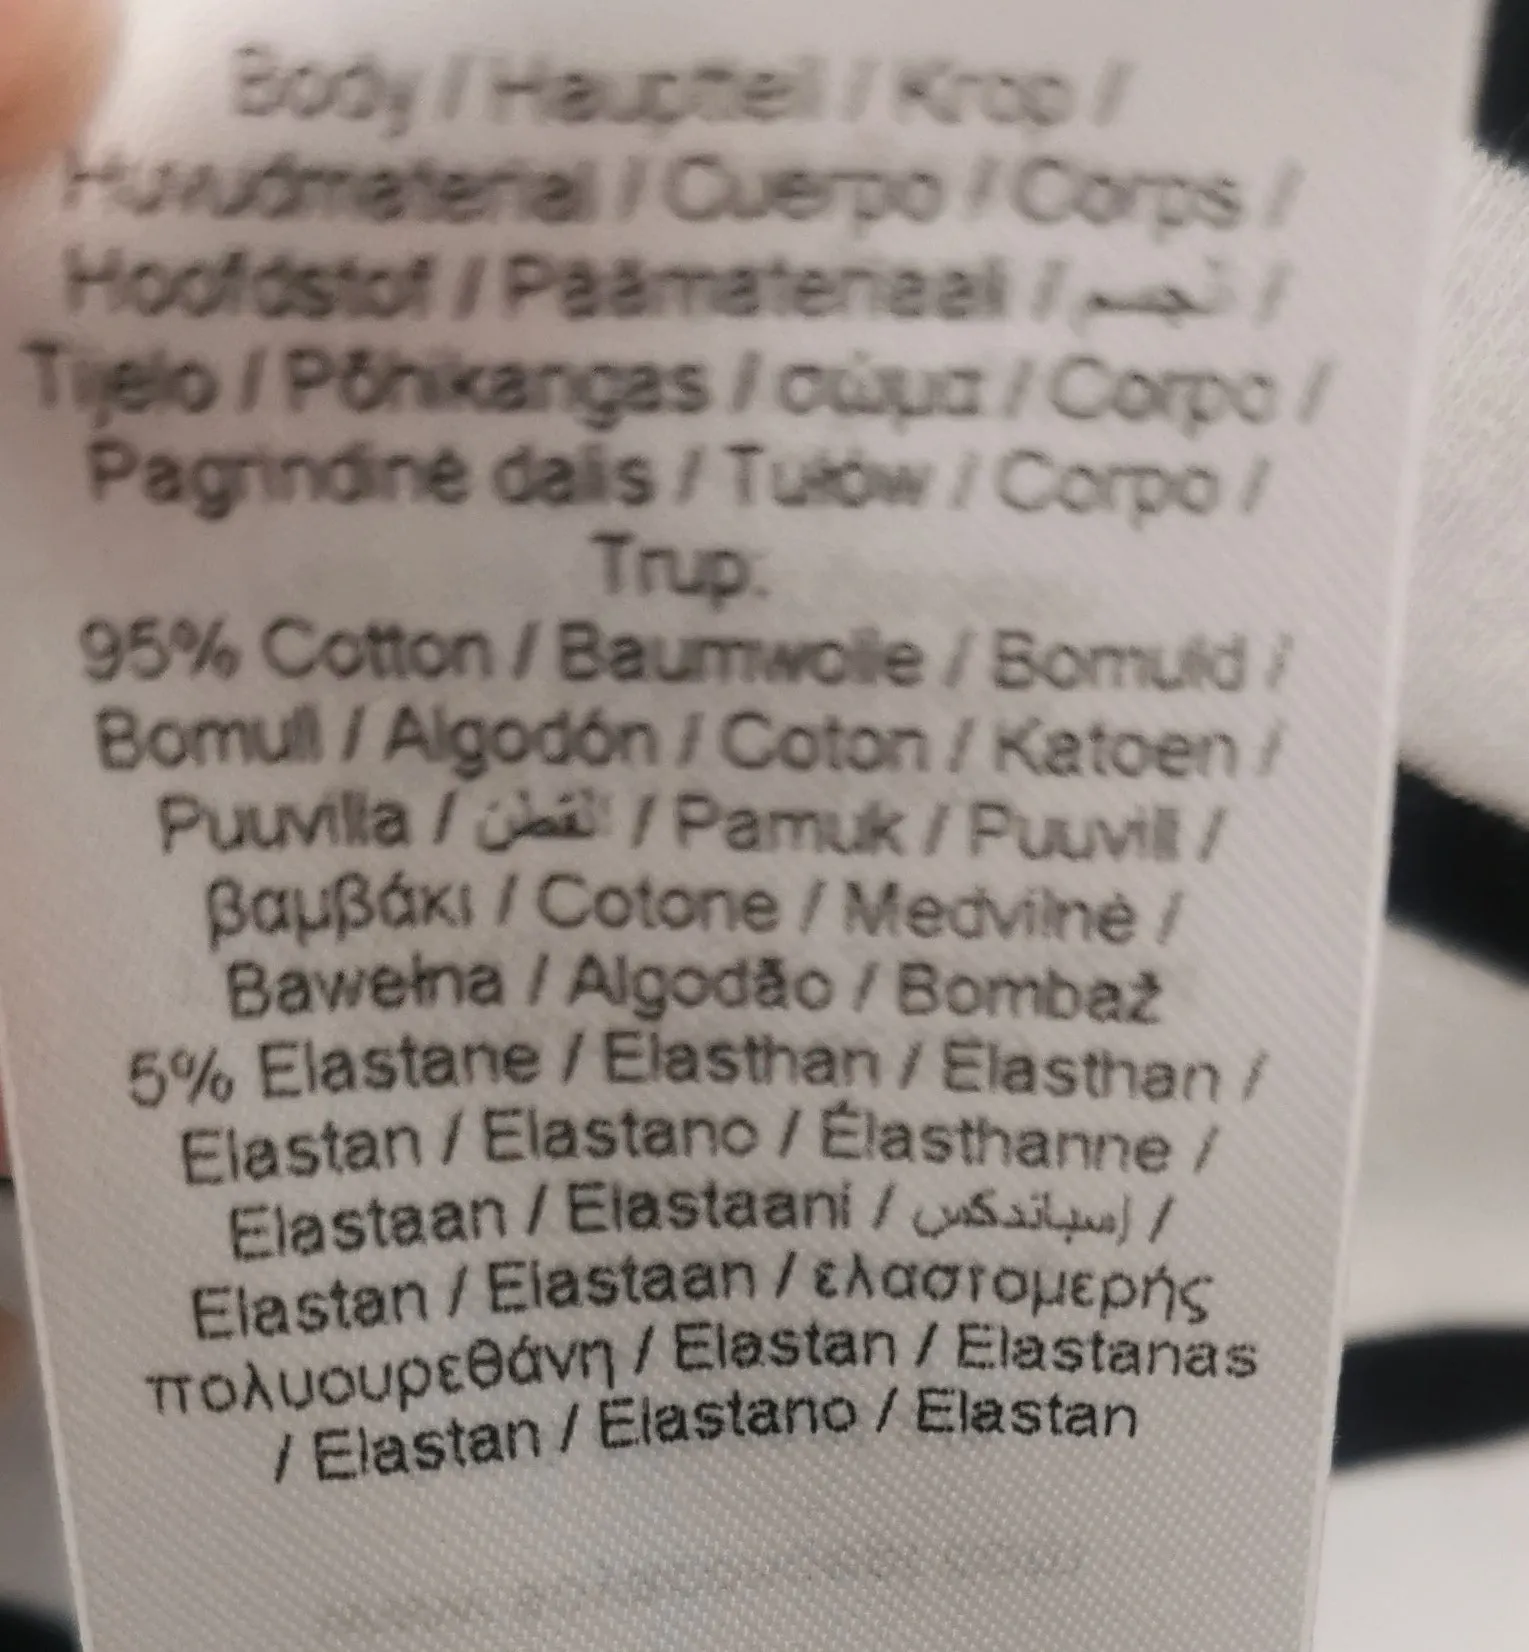 Body / Hauptteil / Krop /
Huvudmaterial / Cuerpo / Corps /
Hoofdstof / Päämateriaali / الجسم /
Tijelo / Põhikangas / σώμα / Corpo /
Pagrindinė dalis / Tułów / Corpo /
Trup:
95% Cotton / Baumwolle / Bomuld /
Bomull / Algodón / Coton / Katoen /
Puuvilla / القطن / Pamuk / Puuvill /
βαμβάκι / Cotone / Medvilnė /
Bawełna / Algodão / Bombaž
5% Elastane / Elasthan / Elasthan /
Elastan / Elastano / Élasthanne /
Elastaan / Elastaani / إسباندكس /
Elastan / Elastaan / ελαστομερής
πολυουρεθάνη / Elastan / Elastanas
/ Elastan / Elastano / Elastan